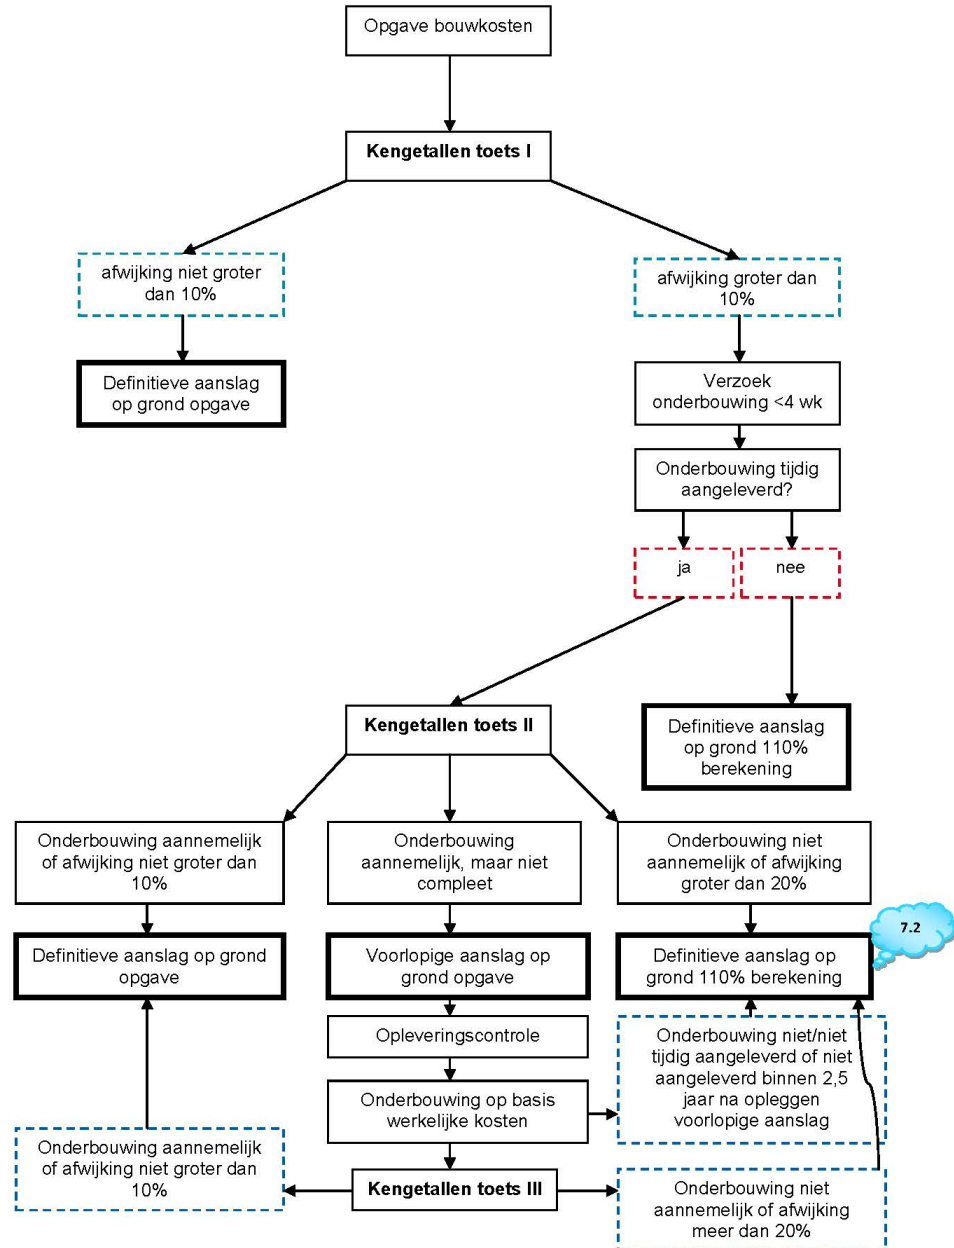 Opgave bouwkosten
Kengetallen toets I
afwijking niet groter
dan 10%
afwijking groter dan
10%
Definitieve aanslag
op grond opgave
Verzoek
onderbouwing <4 wk
Onderbouwing tijdig
aangeleverd?
ja
nee
Kengetallen toets II
Definitieve aanslag
op grond 110%
berekening
Onderbouwing aannemelijk
of afwijking niet groter dan
10%
Onderbouwing
aannemelijk, maar niet
compleet
Onderbouwing niet
aannemelijk of afwijking
groter dan 20%
7.2
Definitieve aanslag op grond
opgave
Voorlopige aanslag op
grond opgave
Definitieve aanslag op
grond 110% berekening
Opleveringscontrole
Onderbouwing niet/niet
tijdig aangeleverd of niet
aangeleverd binnen 2,5
jaar na opleggen
voorlopige aanslag
Onderbouwing op basis
werkelijke kosten
Onderbouwing aannemelijk
of afwijking niet groter dan
10%
Kengetallen toets III
Onderbouwing niet
aannemelijk of afwijking
meer dan 20%